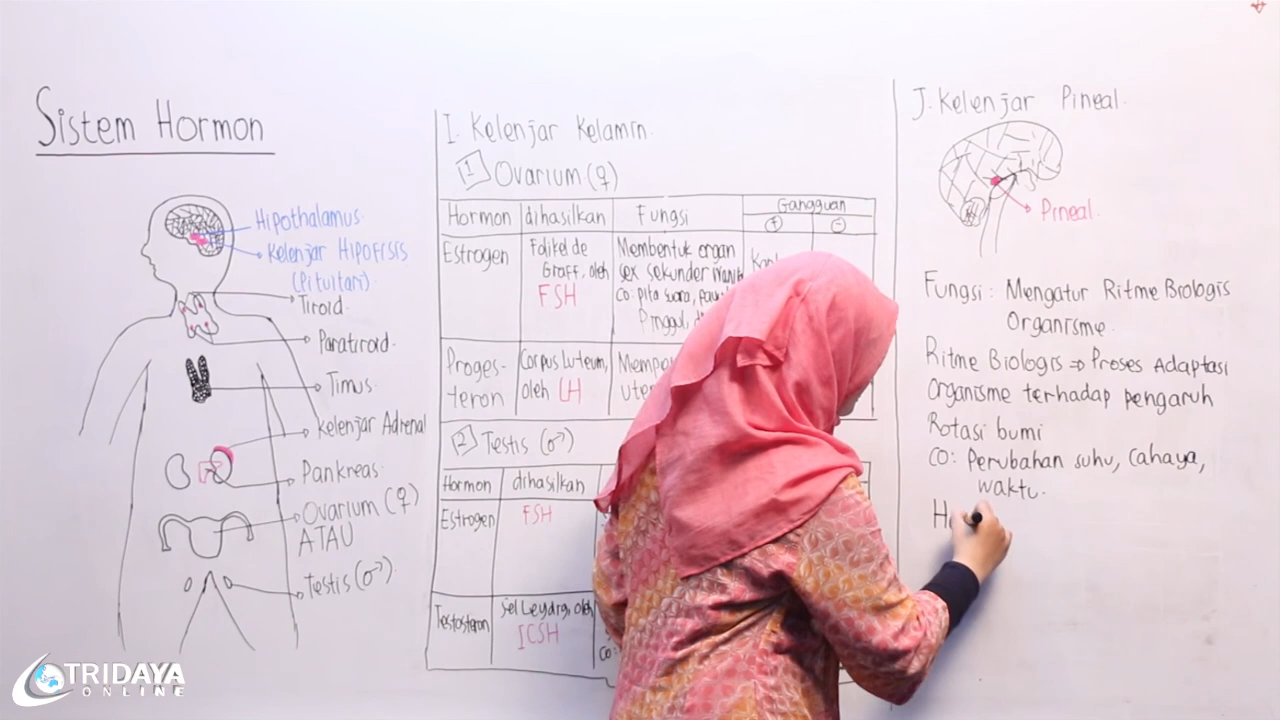 Sistem Hormon
Hipothalamus
Kelenjar Hipofisis
(Pituitari)
Tiroid
Paratiroid.
Timus
Kelenjar Adrenal
Pankreas
Ovarium (♀)
ATAU
Testis (♂)
I. Kelenjar Kelamin.
1 Ovarium (♀)
Hormon dihasilkan Fungsi Gangguan
+ -
Estrogen Folikel de Membentuk organ
Graff, oleh sex sekunder
FSH co: pita suara,
Pinggul,
Proges- Corpus Luteum,
teron oleh LH
2 Testis (♂)
Hormon dihasilkan
Estrogen FSH
Testosteron sel Leydig, oleh
ICSH
co:
J. Kelenjar Pineal.
Pineal
Fungsi : Mengatur Ritme Biologis
Organisme.
Ritme Biologis ⇒ Proses Adaptasi
Organisme terhadap pengaruh
Rotasi bumi
CO: Perubahan suhu, Cahaya,
waktu.
TRIDAYA
ONLINE